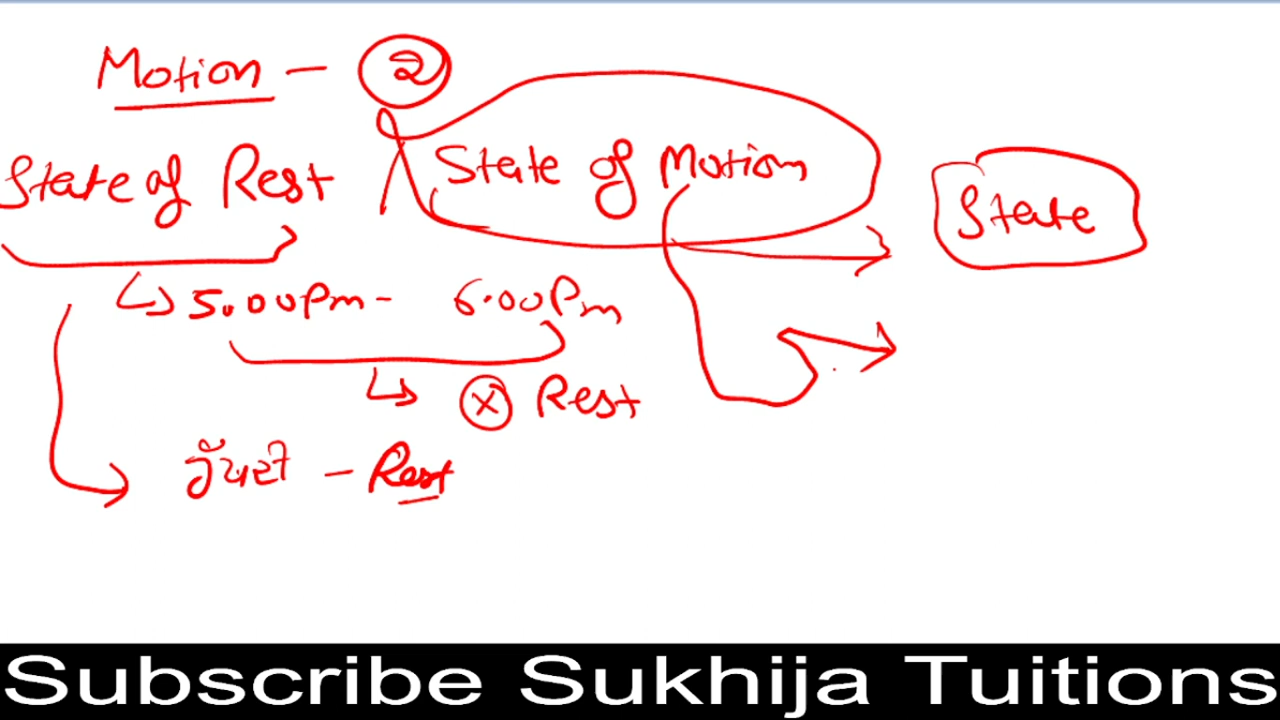 Motion - 2
State of Rest State of Motion State
5.00Pm - 6.00Pm
x Rest
- Rest
Subscribe Sukhija Tuitions